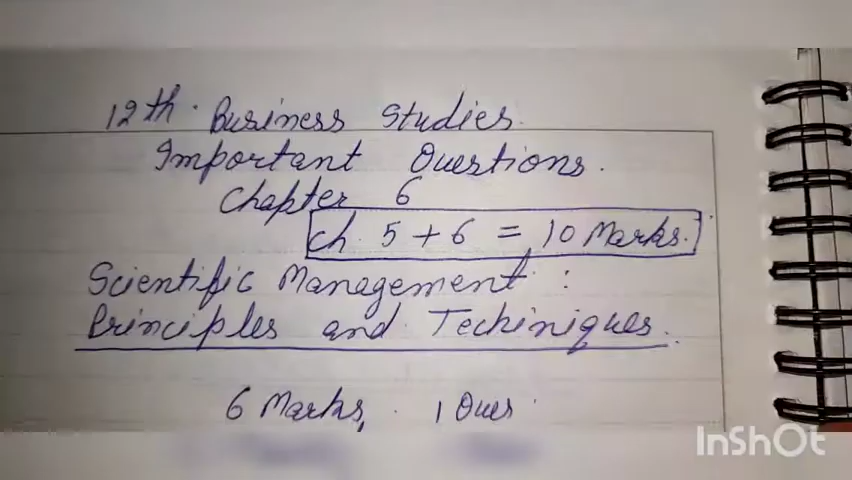 12th. Business Studies.
Important Questions.
Chapter 6
Ch. 5 + 6 = 10 Marks.
Scientific Management :
Principles and Techiniques.
6 Marks, . 1 Ques
InShOt